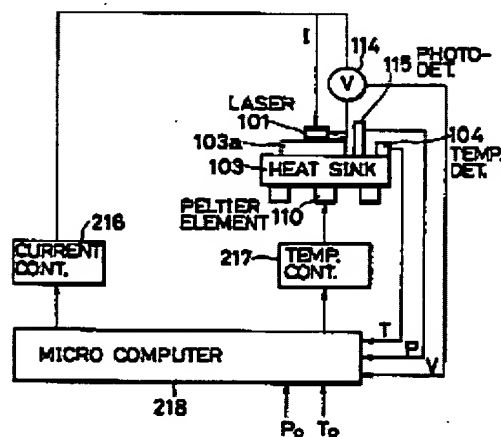 I
114
V
115
PHOTO-
DET.
LASER
101
103a
104
TEMP.
DET.
103
HEAT SINK
PELTIER
ELEMENT
110
216
CURRENT
CONT.
217
TEMP.
CONT.
T
P
V
MICRO COMPUTER
218
Po
To